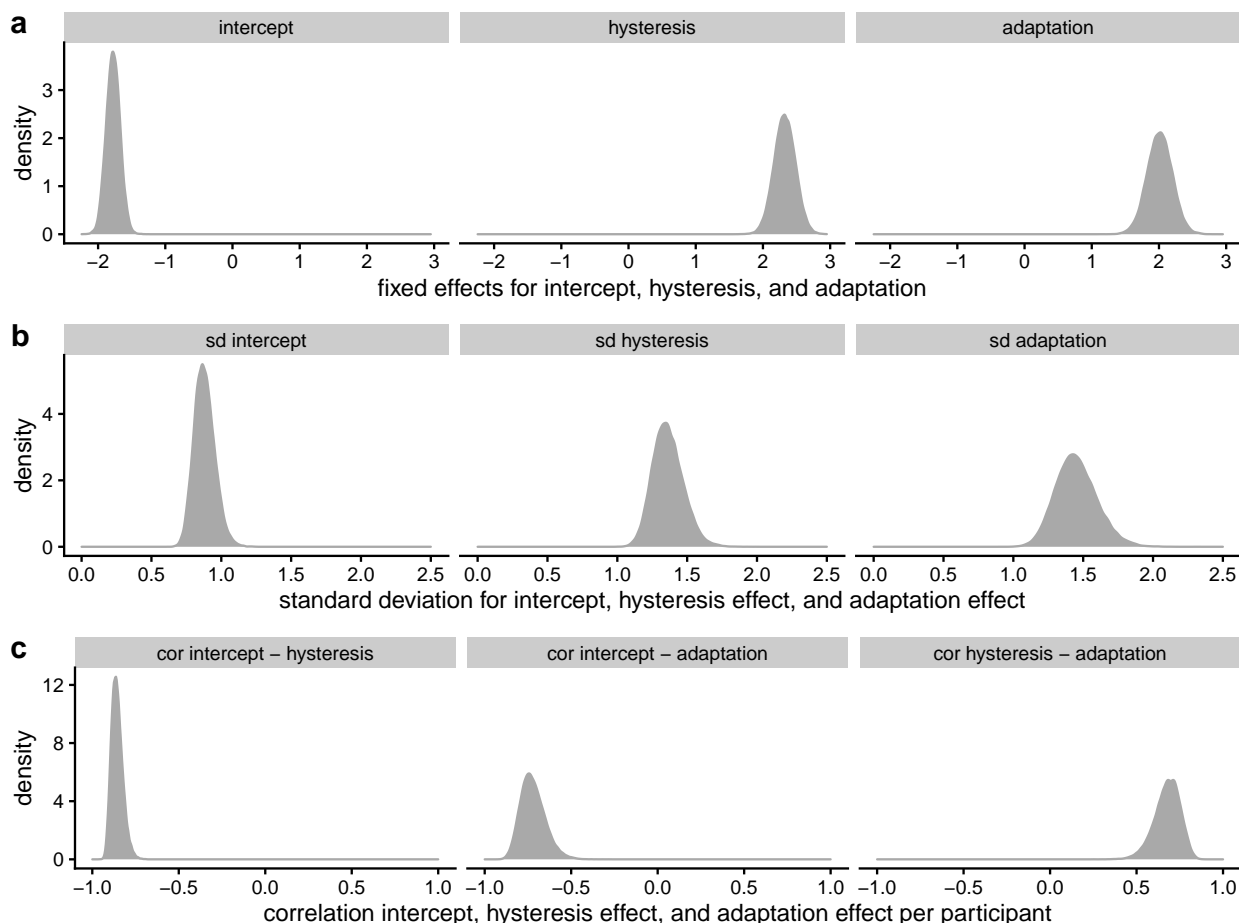 a
intercept hysteresis adaptation
density
3
2
1
0
−2 −1 0 1 2 3 −2 −1 0 1 2 3 −2 −1 0 1 2 3
fixed effects for intercept, hysteresis, and adaptation
b
sd intercept sd hysteresis sd adaptation
density
4
2
0
0.0 0.5 1.0 1.5 2.0 2.5 0.0 0.5 1.0 1.5 2.0 2.5 0.0 0.5 1.0 1.5 2.0 2.5
standard deviation for intercept, hysteresis effect, and adaptation effect
c
cor intercept − hysteresis cor intercept − adaptation cor hysteresis − adaptation
density
12
8
4
0
−1.0 −0.5 0.0 0.5 1.0 −1.0 −0.5 0.0 0.5 1.0 −1.0 −0.5 0.0 0.5 1.0
correlation intercept, hysteresis effect, and adaptation effect per participant